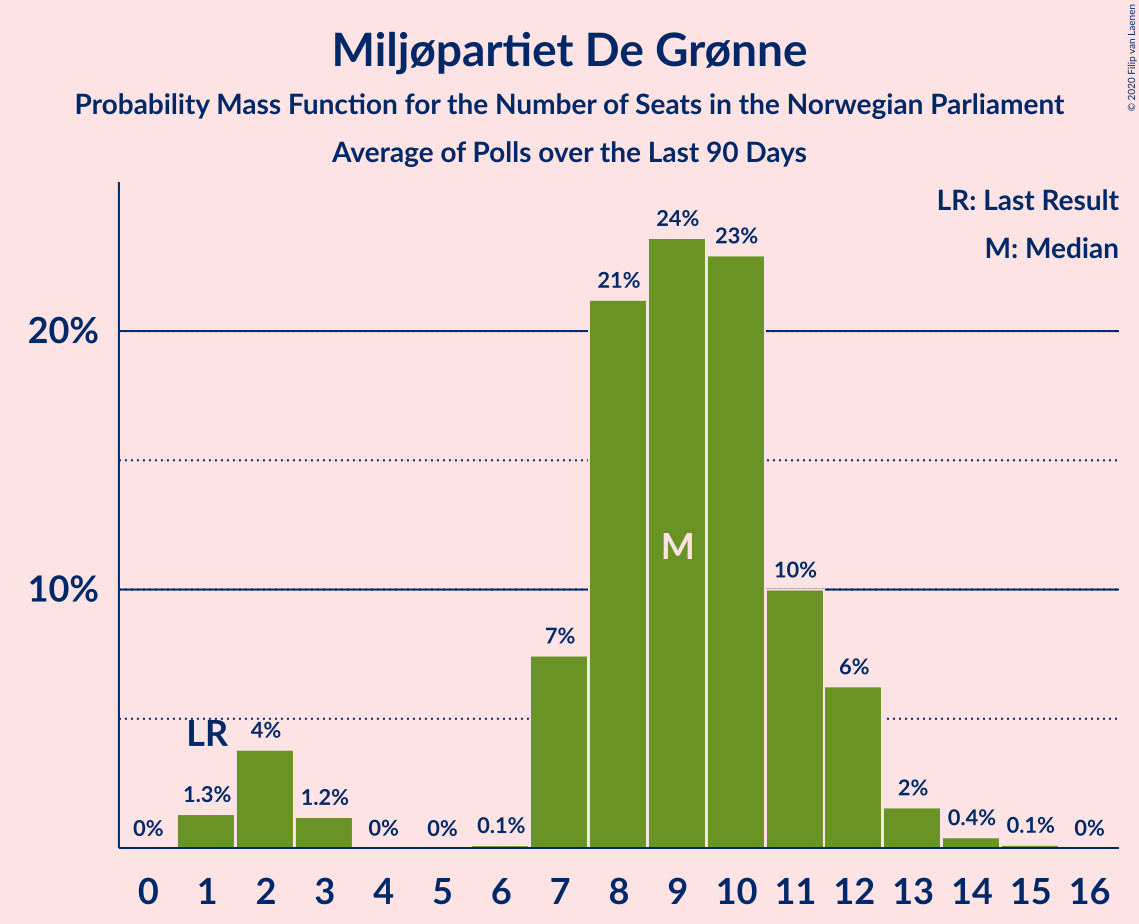 Miljøpartiet De Grønne
Probability Mass Function for the Number of Seats in the Norwegian Parliament
Average of Polls over the Last 90 Days
© 2020 Filip van Laenen
LR: Last Result
M: Median
24%
23%
21%
20%
M
10%
10%
7%
6%
LR
4%
1.3%
1.2%
2%
0%
0%
0%
0.1%
0.4%
0.1%
0%
0 1 2 3 4 5 6 7 8 9 10 11 12 13 14 15 16